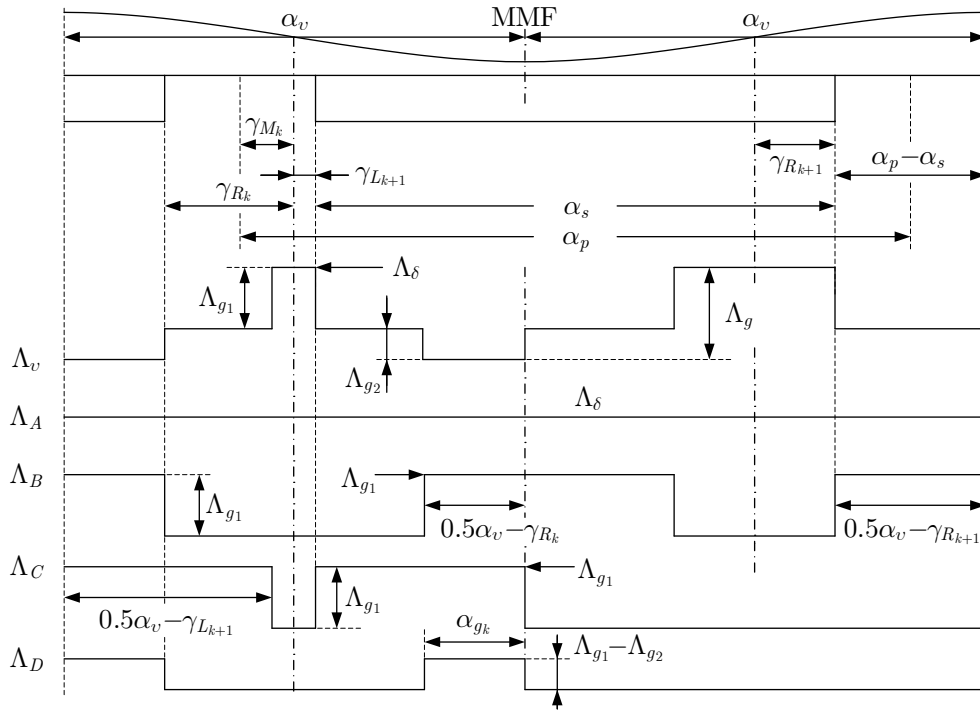 α_v MMF α_v
γ_{M_k}
γ_{L_{k+1}} γ_{R_{k+1}} α_p−α_s
γ_{R_k} α_s
α_p
Λ_δ
Λ_{g_1} Λ_g
Λ_v Λ_{g_2}
Λ_A Λ_δ
Λ_B Λ_{g_1}
Λ_{g_1}
0.5α_v−γ_{R_k} 0.5α_v−γ_{R_{k+1}}
Λ_C Λ_{g_1}
Λ_{g_1}
0.5α_v−γ_{L_{k+1}} α_{g_k}
Λ_D Λ_{g_1}−Λ_{g_2}